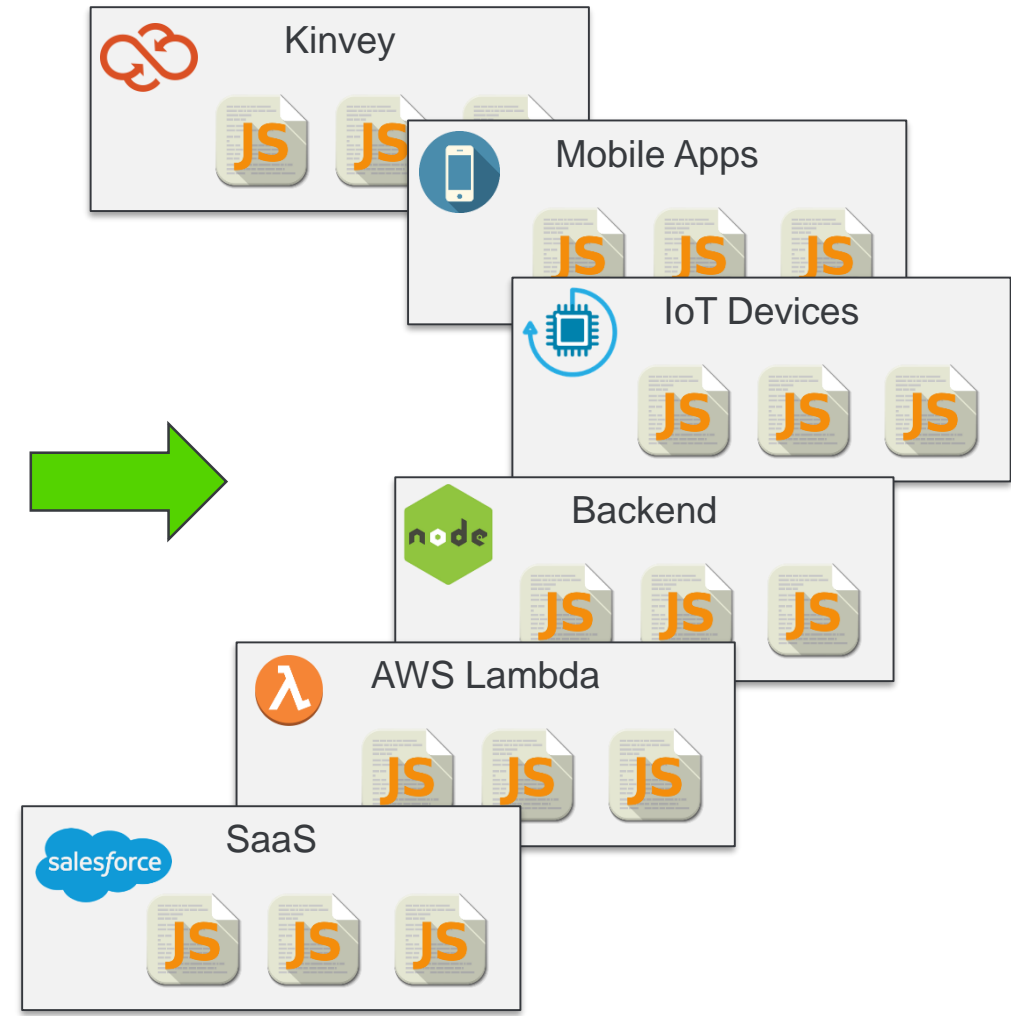 Kinvey
JS JS
Mobile Apps
JS JS JS
IoT Devices
JS JS JS
node
Backend
JS JS JS
AWS Lambda
λ
JS JS JS
SaaS
salesforce
JS JS JS